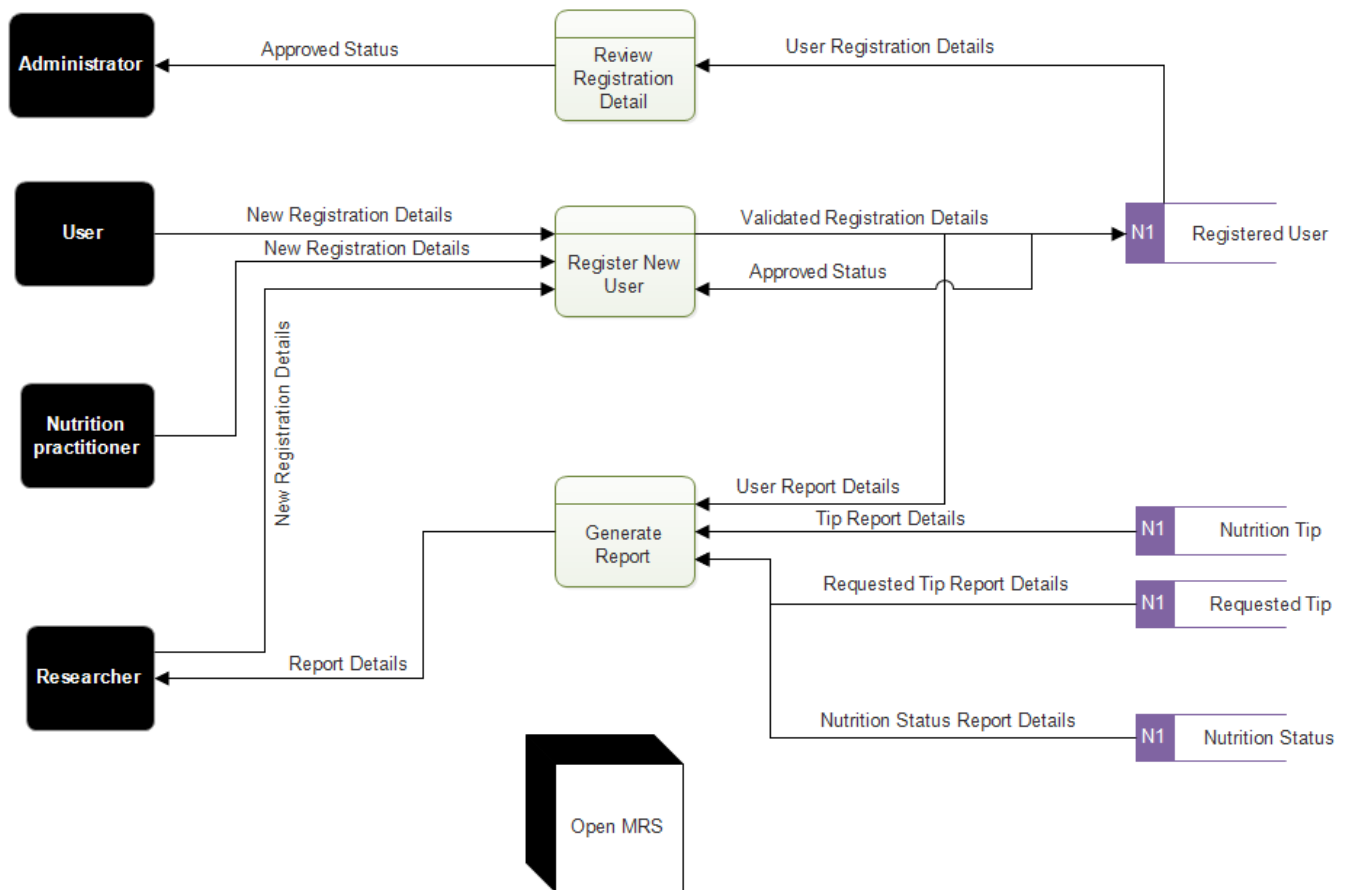 Approved Status
User Registration Details
Administrator
Review
Registration
Detail
New Registration Details
Validated Registration Details
User
N1
Registered User
New Registration Details
Register New
User
Approved Status
New Registration Details
Nutrition
practitioner
User Report Details
Tip Report Details
N1
Nutrition Tip
Generate
Report
Requested Tip Report Details
N1
Requested Tip
Report Details
Researcher
Nutrition Status Report Details
N1
Nutrition Status
Open MRS